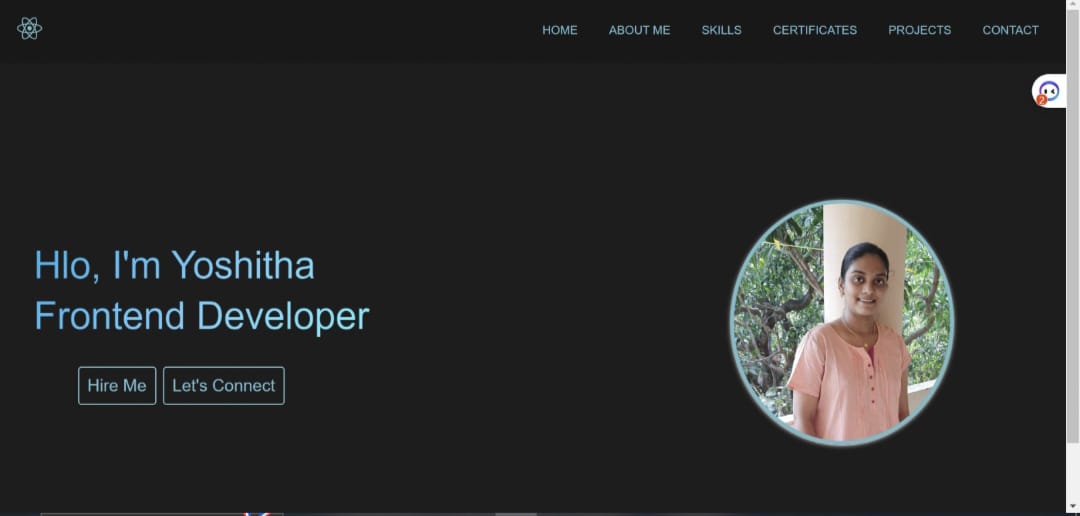 HOME ABOUT ME SKILLS CERTIFICATES PROJECTS CONTACT
2
Hlo, I'm Yoshitha
Frontend Developer
Hire Me Let's Connect